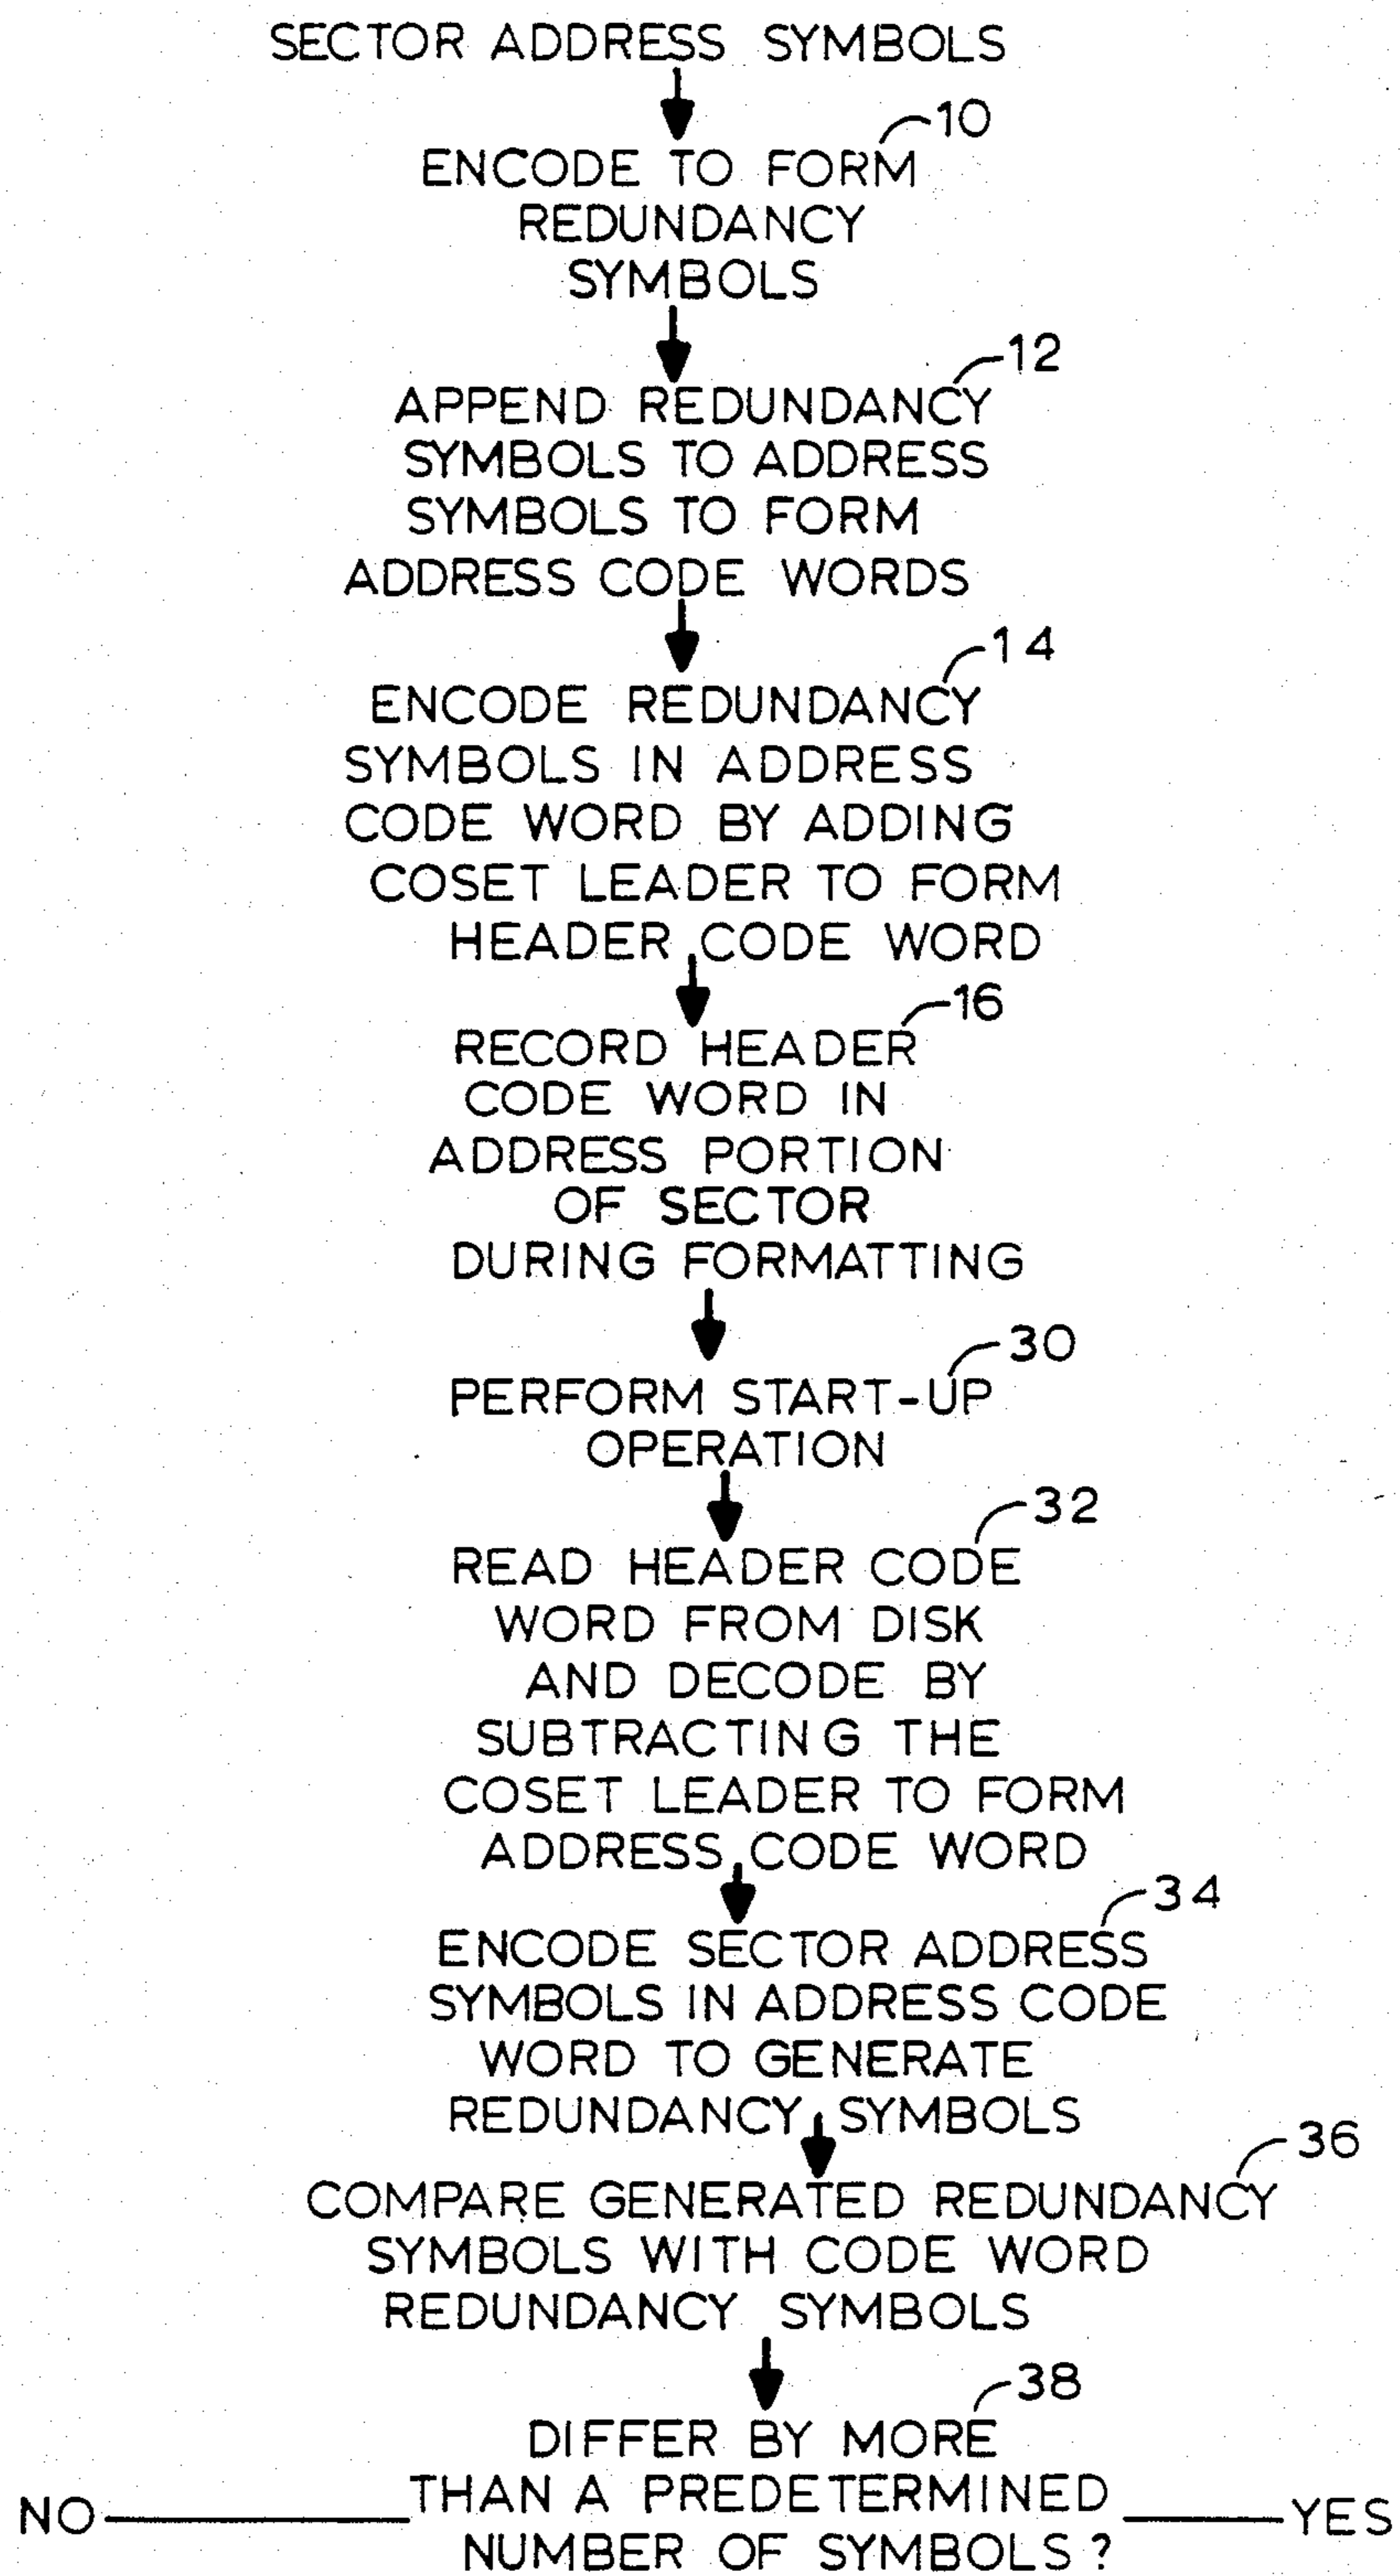 SECTOR ADDRESS SYMBOLS
10
ENCODE TO FORM
REDUNDANCY
SYMBOLS
12
APPEND REDUNDANCY
SYMBOLS TO ADDRESS
SYMBOLS TO FORM
ADDRESS CODE WORDS
14
ENCODE REDUNDANCY
SYMBOLS IN ADDRESS
CODE WORD BY ADDING
COSET LEADER TO FORM
HEADER CODE WORD
16
RECORD HEADER
CODE WORD IN
ADDRESS PORTION
OF SECTOR
DURING FORMATTING
30
PERFORM START-UP
OPERATION
32
READ HEADER CODE
WORD FROM DISK
AND DECODE BY
SUBTRACTING THE
COSET LEADER TO FORM
ADDRESS CODE WORD
34
ENCODE SECTOR ADDRESS
SYMBOLS IN ADDRESS CODE
WORD TO GENERATE
REDUNDANCY SYMBOLS
36
COMPARE GENERATED REDUNDANCY
SYMBOLS WITH CODE WORD
REDUNDANCY SYMBOLS
38
DIFFER BY MORE
NO THAN A PREDETERMINED YES
NUMBER OF SYMBOLS?